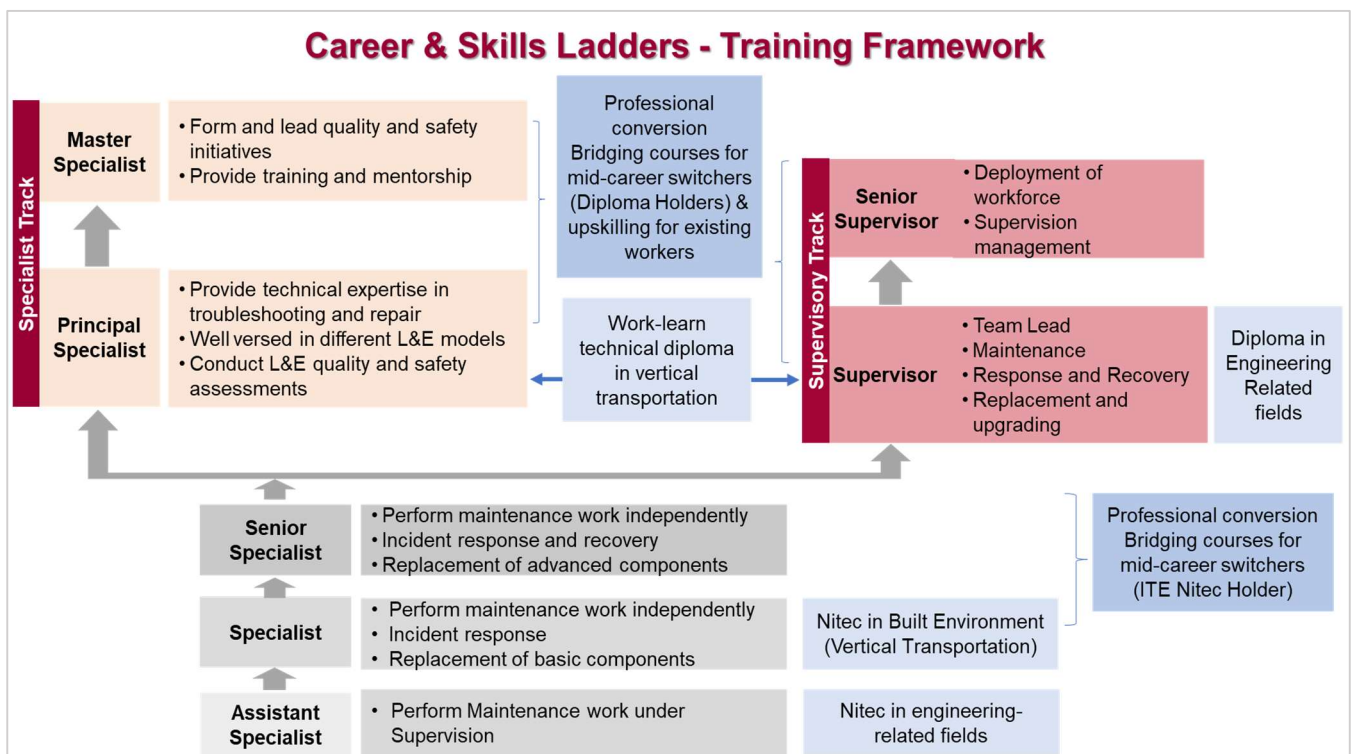 Career & Skills Ladders - Training Framework
Specialist Track
Master
Specialist
• Form and lead quality and safety
initiatives
• Provide training and mentorship
Professional
conversion
Bridging courses for
mid-career switchers
(Diploma Holders) &
upskilling for existing
workers
Supervisory Track
Senior
Supervisor
• Deployment of
workforce
• Supervision
management
Principal
Specialist
• Provide technical expertise in
troubleshooting and repair
• Well versed in different L&E models
• Conduct L&E quality and safety
assessments
Work-learn
technical diploma
in vertical
transportation
Supervisor
• Team Lead
• Maintenance
• Response and Recovery
• Replacement and
upgrading
Diploma in
Engineering
Related
fields
Senior
Specialist
• Perform maintenance work independently
• Incident response and recovery
• Replacement of advanced components
Professional conversion
Bridging courses for
mid-career switchers
(ITE Nitec Holder)
Specialist
• Perform maintenance work independently
• Incident response
• Replacement of basic components
Nitec in Built Environment
(Vertical Transportation)
Assistant
Specialist
• Perform Maintenance work under
Supervision
Nitec in engineering-
related fields